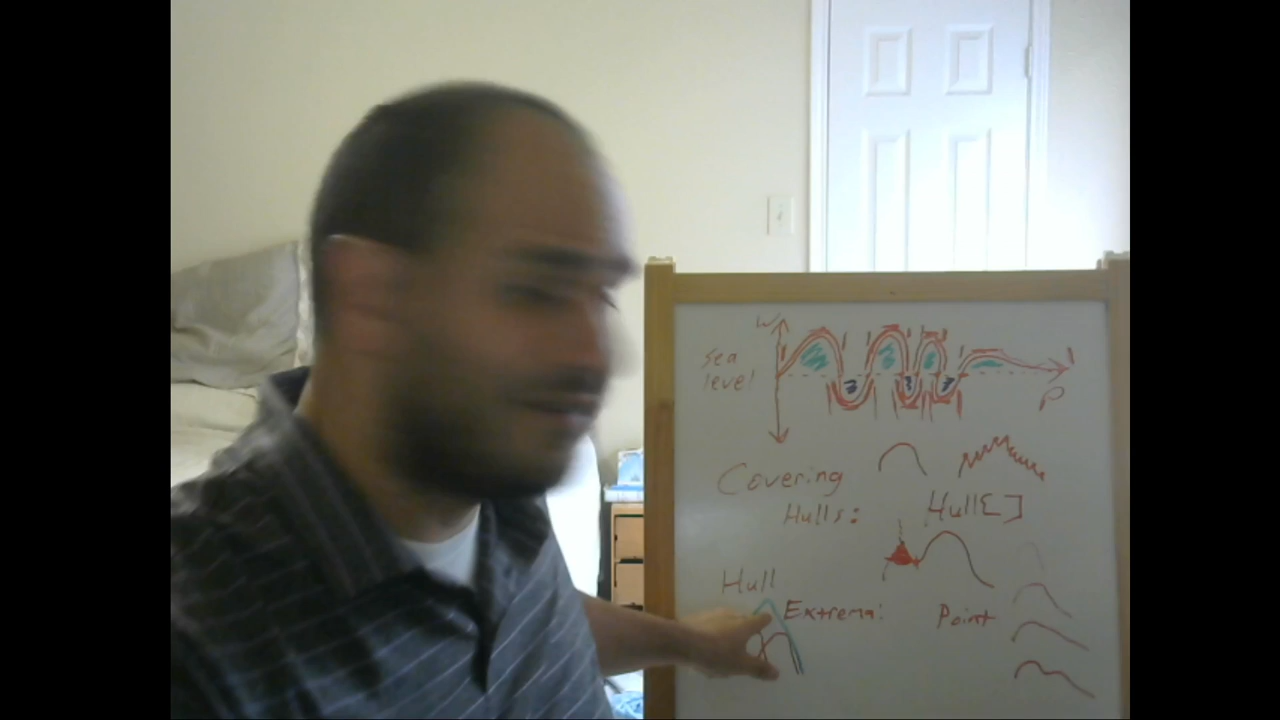 W
sea
level
P
Covering
Hulls:
Hull[]
Hull
Extrema:
Point